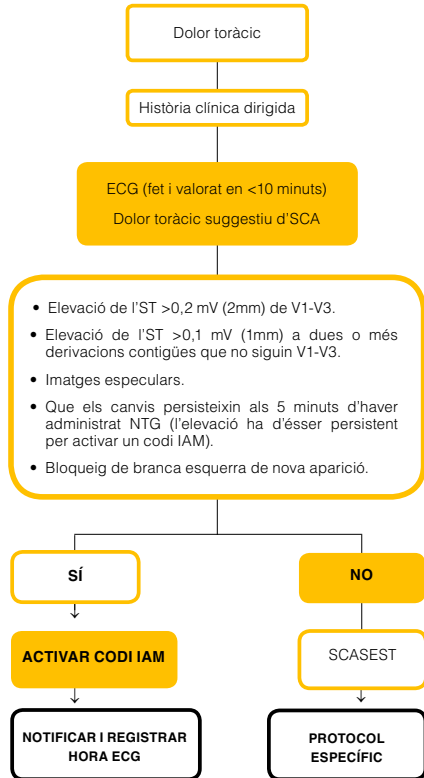 Dolor toràcic
Història clínica dirigida
ECG (fet i valorat en <10 minuts)
Dolor toràcic suggestiu d’SCA
• Elevació de l’ST >0,2 mV (2mm) de V1-V3.
• Elevació de l’ST >0,1 mV (1mm) a dues o més
derivacions contigües que no siguin V1-V3.
• Imatges especulars.
• Que els canvis persisteixin als 5 minuts d’haver
administrat NTG (l’elevació ha d’ésser persistent
per activar un codi IAM).
• Bloqueig de branca esquerra de nova aparició.
SÍ
NO
ACTIVAR CODI IAM
SCASEST
NOTIFICAR I REGISTRAR
HORA ECG
PROTOCOL
ESPECÍFIC